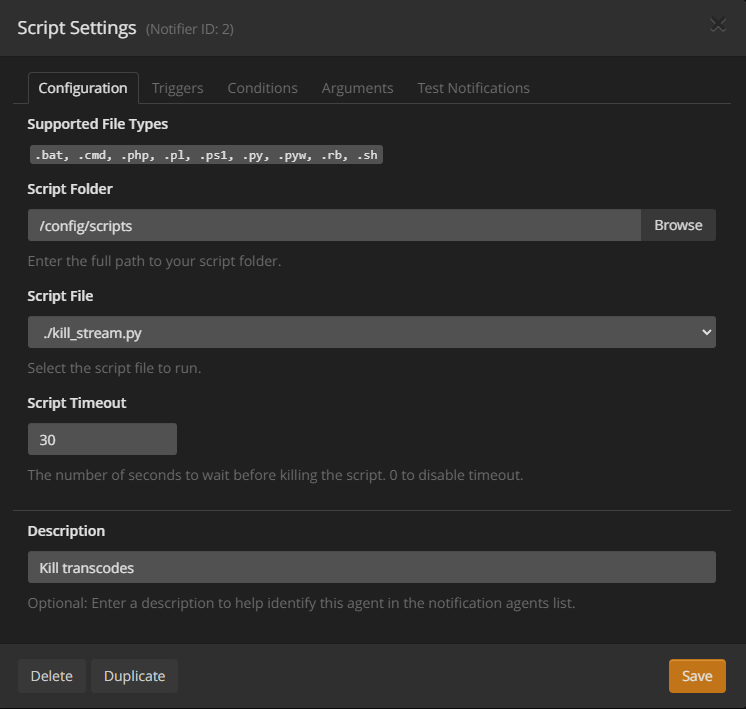 Script Settings (Notifier ID: 2)
Configuration Triggers Conditions Arguments Test Notifications
Supported File Types
.bat, .cmd, .php, .pl, .ps1, .py, .pyw, .rb, .sh
Script Folder
/config/scripts Browse
Enter the full path to your script folder.
Script File
./kill_stream.py
Select the script file to run.
Script Timeout
30
The number of seconds to wait before killing the script. 0 to disable timeout.
Description
Kill transcodes
Optional: Enter a description to help identify this agent in the notification agents list.
Delete Duplicate Save